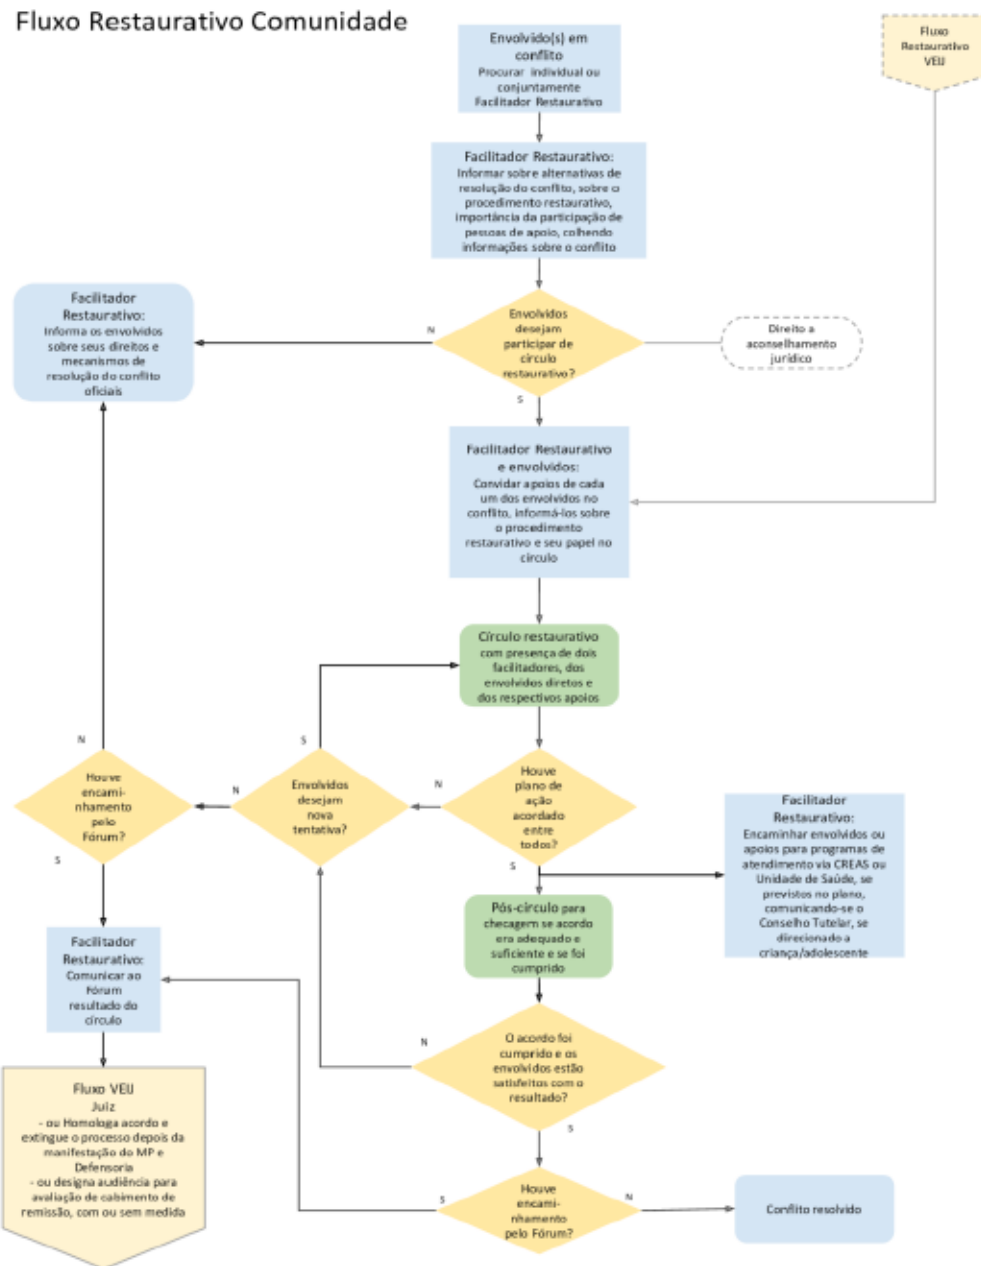 Fluxo Restaurativo Comunidade
Envolvido(s) em
conflito
Procurar individual ou
conjuntamente
Facilitador Restaurativo
Fluxo
Restaurativo
VEIJ
Facilitador Restaurativo:
Informar sobre alternativas de
resolução do conflito, sobre o
procedimento restaurativo,
importância da participação de
pessoas de apoio, colhendo
informações sobre o conflito
Facilitador
Restaurativo:
Informa os envolvidos
sobre seus direitos e
mecanismos de
resolução do conflito
oficiais
N
Envolvidos
desejam
participar de
círculo
restaurativo?
S
Direito a
aconselhamento
jurídico
Facilitador Restaurativo
e envolvidos:
Convidar apoios de cada
um dos envolvidos no
conflito, informá-los sobre
o procedimento
restaurativo e seu papel no
círculo
Círculo restaurativo
com presença de dois
facilitadores, dos
envolvidos diretos e
dos respectivos apoios
N
Houve
encami-
nhamento
pelo
Fórum?
S
S
Envolvidos
desejam
nova
tentativa?
N
N
Houve
plano de
ação
acordado
entre
todos?
S
Facilitador
Restaurativo:
Encaminhar envolvidos ou
apoios para programas de
atendimento via CREAS ou
Unidade de Saúde, se
previstos no plano,
comunicando-se o
Conselho Tutelar, se
direcionado a
criança/adolescente
Pós-círculo para
checagem se acordo
era adequado e
suficiente e se foi
cumprido
Facilitador
Restaurativo:
Comunicar ao
Fórum
resultado do
círculo
N
O acordo foi
cumprido e os
envolvidos estão
satisfeitos com o
resultado?
S
Fluxo VEIJ
Juiz
- ou Homologa acordo e
extingue o processo depois da
manifestação do MP e
Defensoria
- ou designa audiência para
avaliação de cabimento de
remissão, com ou sem medida
S
Houve
encami-
nhamento
pelo Fórum?
N
Conflito resolvido